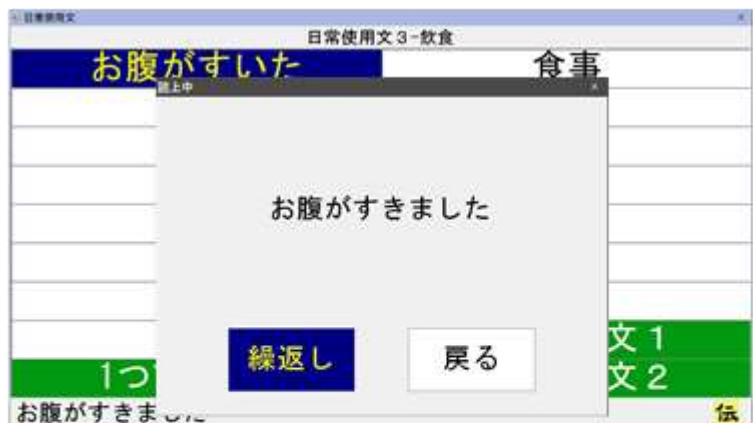 日常使用文
日常使用文3-飲食
お腹がすいた
食事
読上中
お腹がすきました
繰返し
戻る
文1
1つ
文2
お腹がすきました
伝